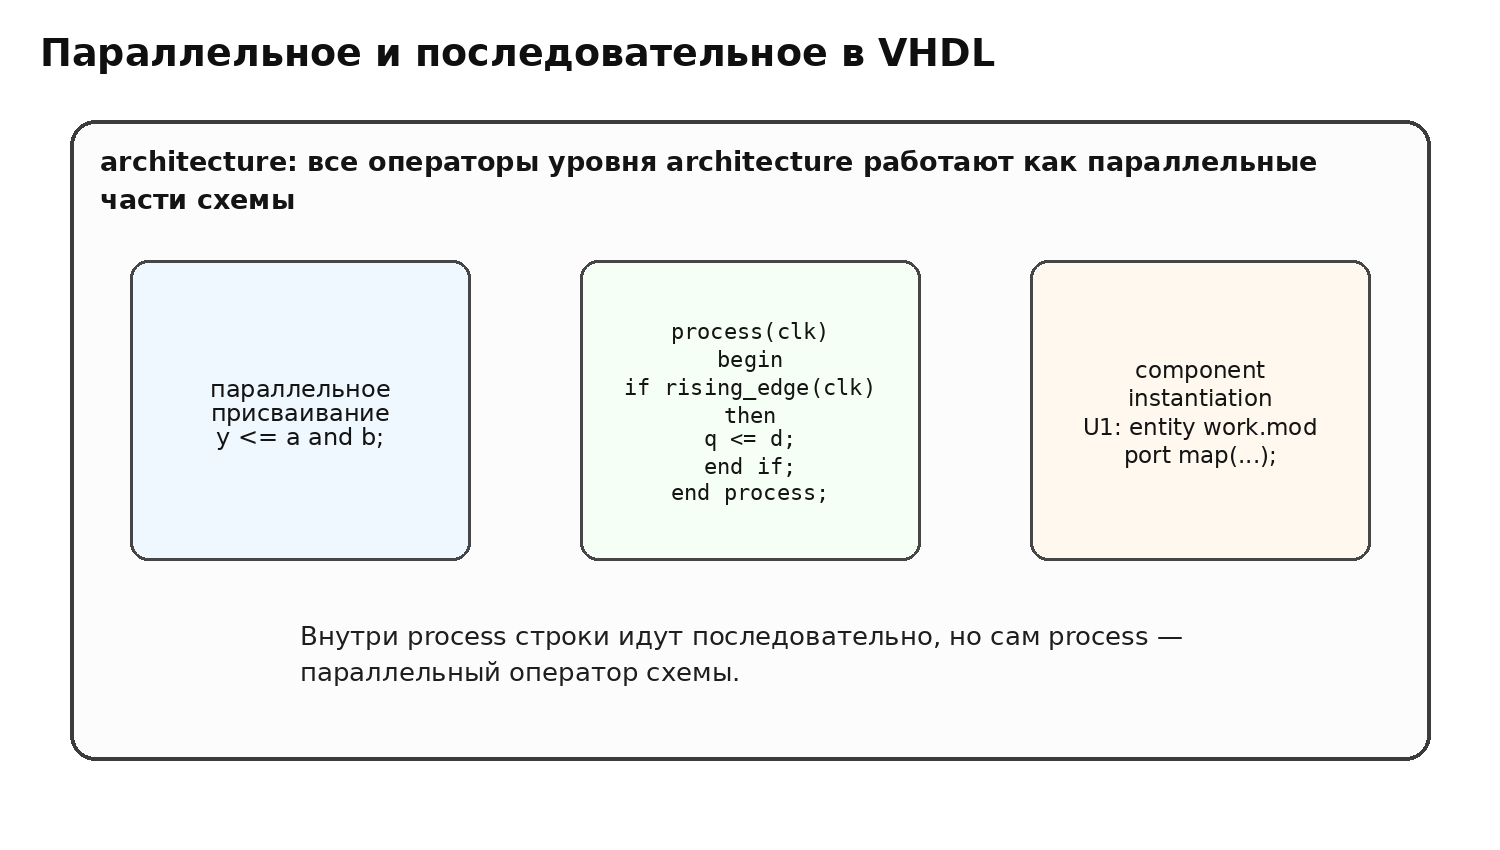 Параллельное и последовательное в VHDL
architecture: все операторы уровня architecture работают как параллельные
части схемы
параллельное
присваивание
y <= a and b;
process(clk)
begin
if rising_edge(clk)
then
q <= d;
end if;
end process;
component
instantiation
U1: entity work.mod
port map(...);
Внутри process строки идут последовательно, но сам process —
параллельный оператор схемы.